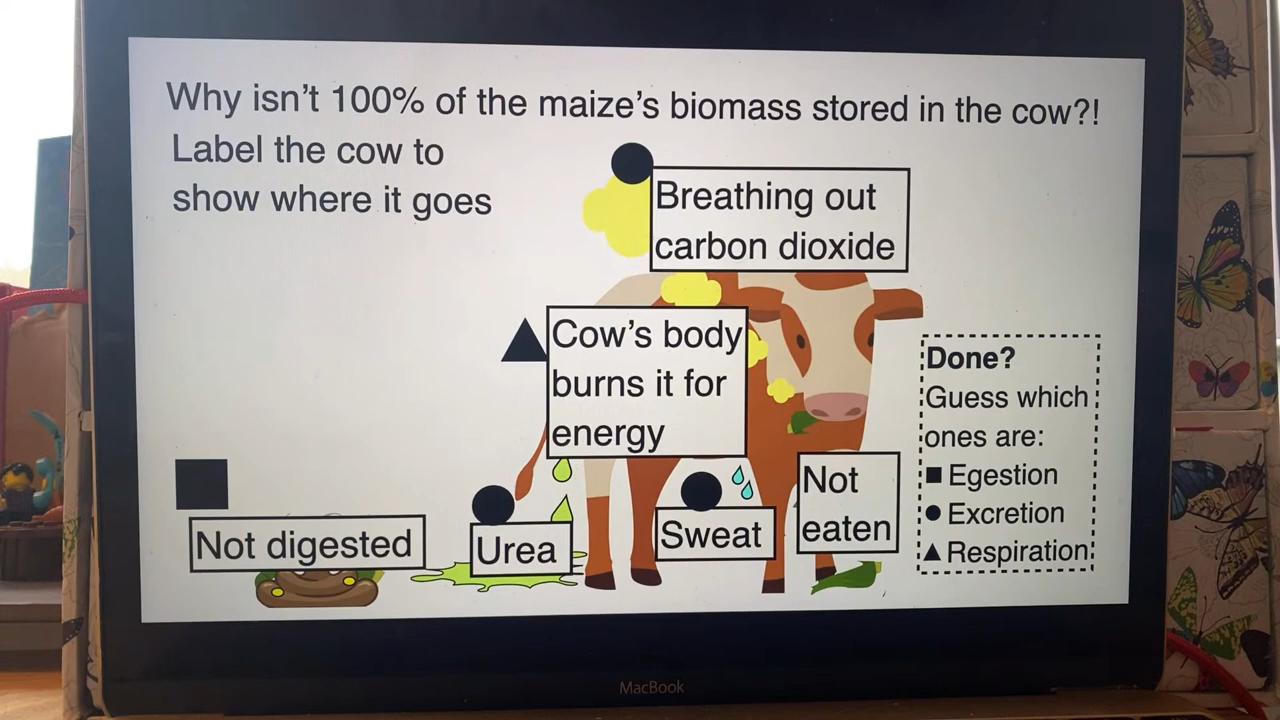 Why isn't 100% of the maize's biomass stored in the cow?!
Label the cow to
show where it goes
Breathing out
carbon dioxide
Cow's body
burns it for
energy
Not digested
Urea
Sweat
Not
eaten
Done?
Guess which
ones are:
Egestion
Excretion
Respiration
MacBook